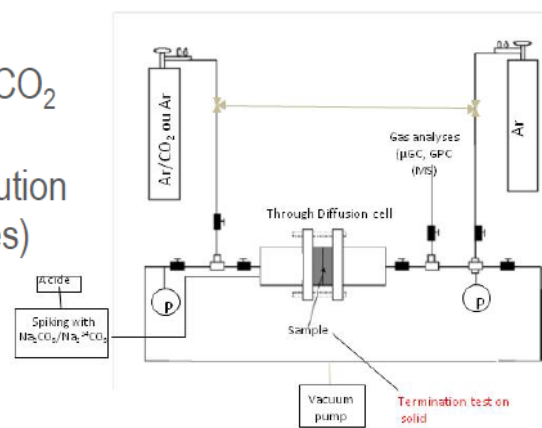 CO₂
ution
es)
Ar/CO₂ ou Ar
Ar
Gas analyses
(µGC, GPC
(MS)
Through Diffusion cell
P
P
Sample
Acide
Spiking with
Na₂CO₃/Na₂¹⁴CO₃
Vacuum
pump
Termination test on
solid